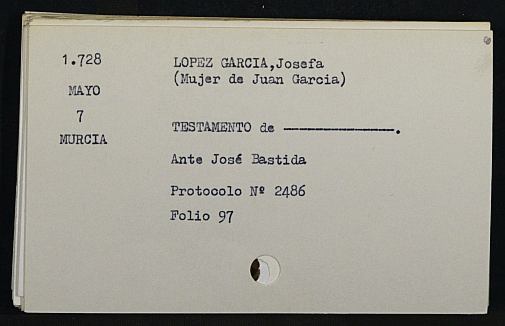 1.728
MAYO
7
MURCIA
LOPEZ GARCIA,Josefa
(Mujer de Juan Garcia)
TESTAMENTO de ----------------.
Ante José Bastida
Protocolo Nº 2486
Folio 97